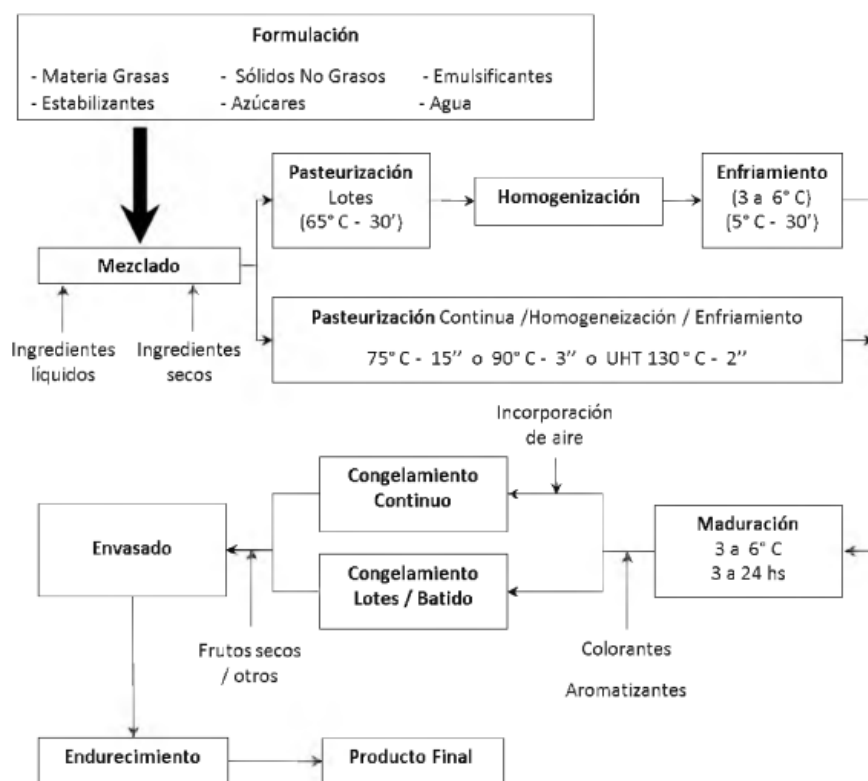 Formulación
- Materia Grasas - Sólidos No Grasos - Emulsificantes
- Estabilizantes - Azúcares - Agua
Pasteurización
Lotes
(65° C - 30’)
Homogenización
Enfriamiento
(3 a 6° C)
(5° C - 30’)
Mezclado
Ingredientes
líquidos
Ingredientes
secos
Pasteurización Continua /Homogeneización / Enfriamiento
75° C - 15’’ o 90° C - 3’’ o UHT 130 ° C - 2’’
Incorporación
de aire
Congelamiento
Continuo
Envasado
Maduración
3 a 6° C
3 a 24 hs
Congelamiento
Lotes / Batido
Frutos secos
/ otros
Colorantes
Aromatizantes
Endurecimiento
Producto Final